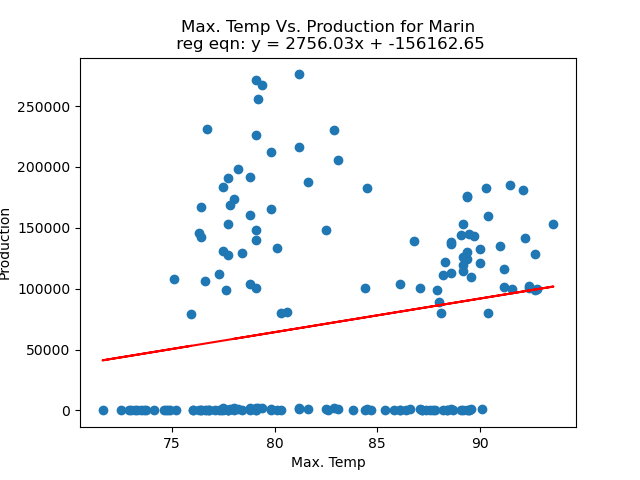 Max. Temp Vs. Production for Marin
reg eqn: y = 2756.03x + -156162.65
250000
200000
150000
100000
50000
0
Production
75 80 85 90
Max. Temp